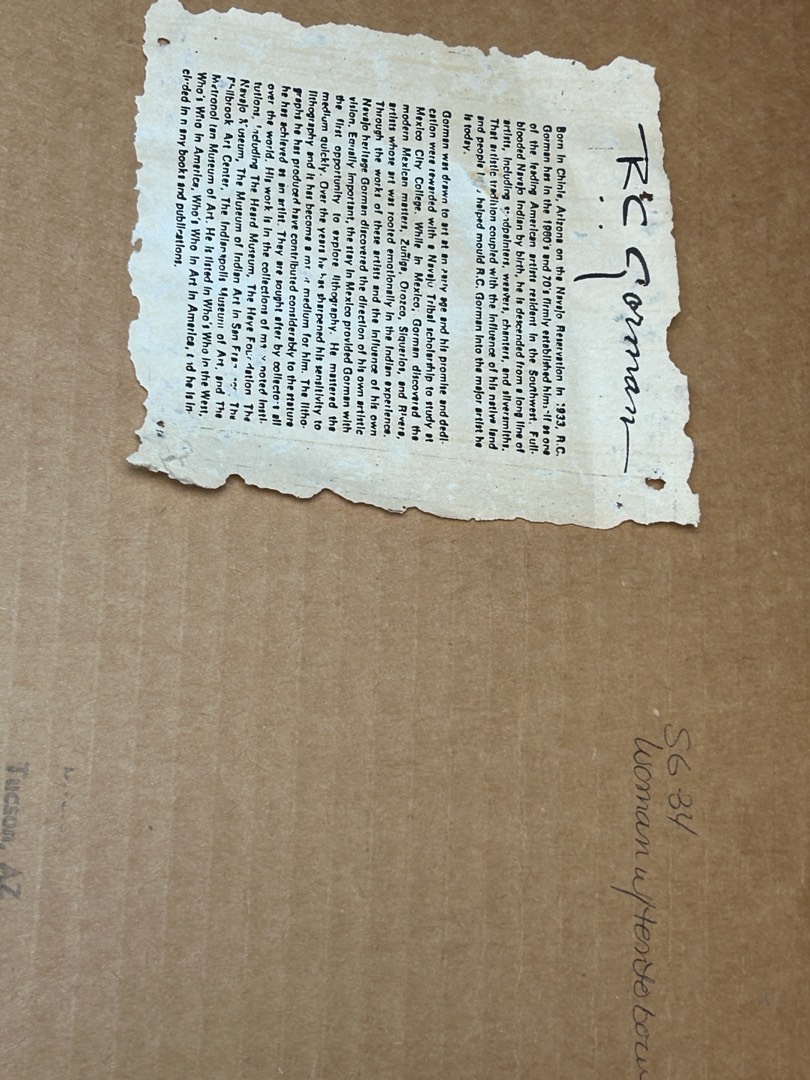 R.C. Gorman
Born in Chinle, Arizona on the Navajo Reservation in 1933, R.C.
Gorman has in the 1960's and 70's firmly established himself as one
of the leading American artists resident in the Southwest. Full-
blooded Navajo Indian by birth, he is descended from a long line of
artists, including sandpainters, weavers, chanters, and silversmiths.
That artistic tradition coupled with the influence of his native land
and people helped mould R.C. Gorman into the major artist he
is today.
Gorman was drawn to art at an early age and his promise and dedi-
cation were rewarded with a Navajo Tribal scholarship to study at
Mexico City College. While in Mexico, Gorman discovered the
modern Mexican masters, Zuñiga, Orozco, Siquerios, and Rivera,
artists whose art was rooted emotionally in the Indian experience.
Through the works of these artists and the influence of his own
Navajo heritage Gorman discovered the direction of his own artistic
vision. Equally important, the stay in Mexico provided Gorman with
the first opportunity to explore lithography. He mastered the
medium quickly. Over the years he has sharpened his sensitivity to
lithography and it has become a major medium for him. The litho-
graphs he has produced have contributed considerably to the stature
he has achieved as an artist. They are sought after by collectors all
over the world. His work is in the collections of many noted insti-
tutions, including The Heard Museum, The Heye Foundation The
Navajo Museum, The Museum of Indian Art in San The
Philbrook Art Center, The Indianapolis Museum of Art, and The
Metropolitan Museum of Art. He is listed in Who's Who in the West,
Who's Who in America, Who's Who in Art in America, and he is in-
cluded in many books and publications.
SG 34
Woman w/
Tucson, AZ